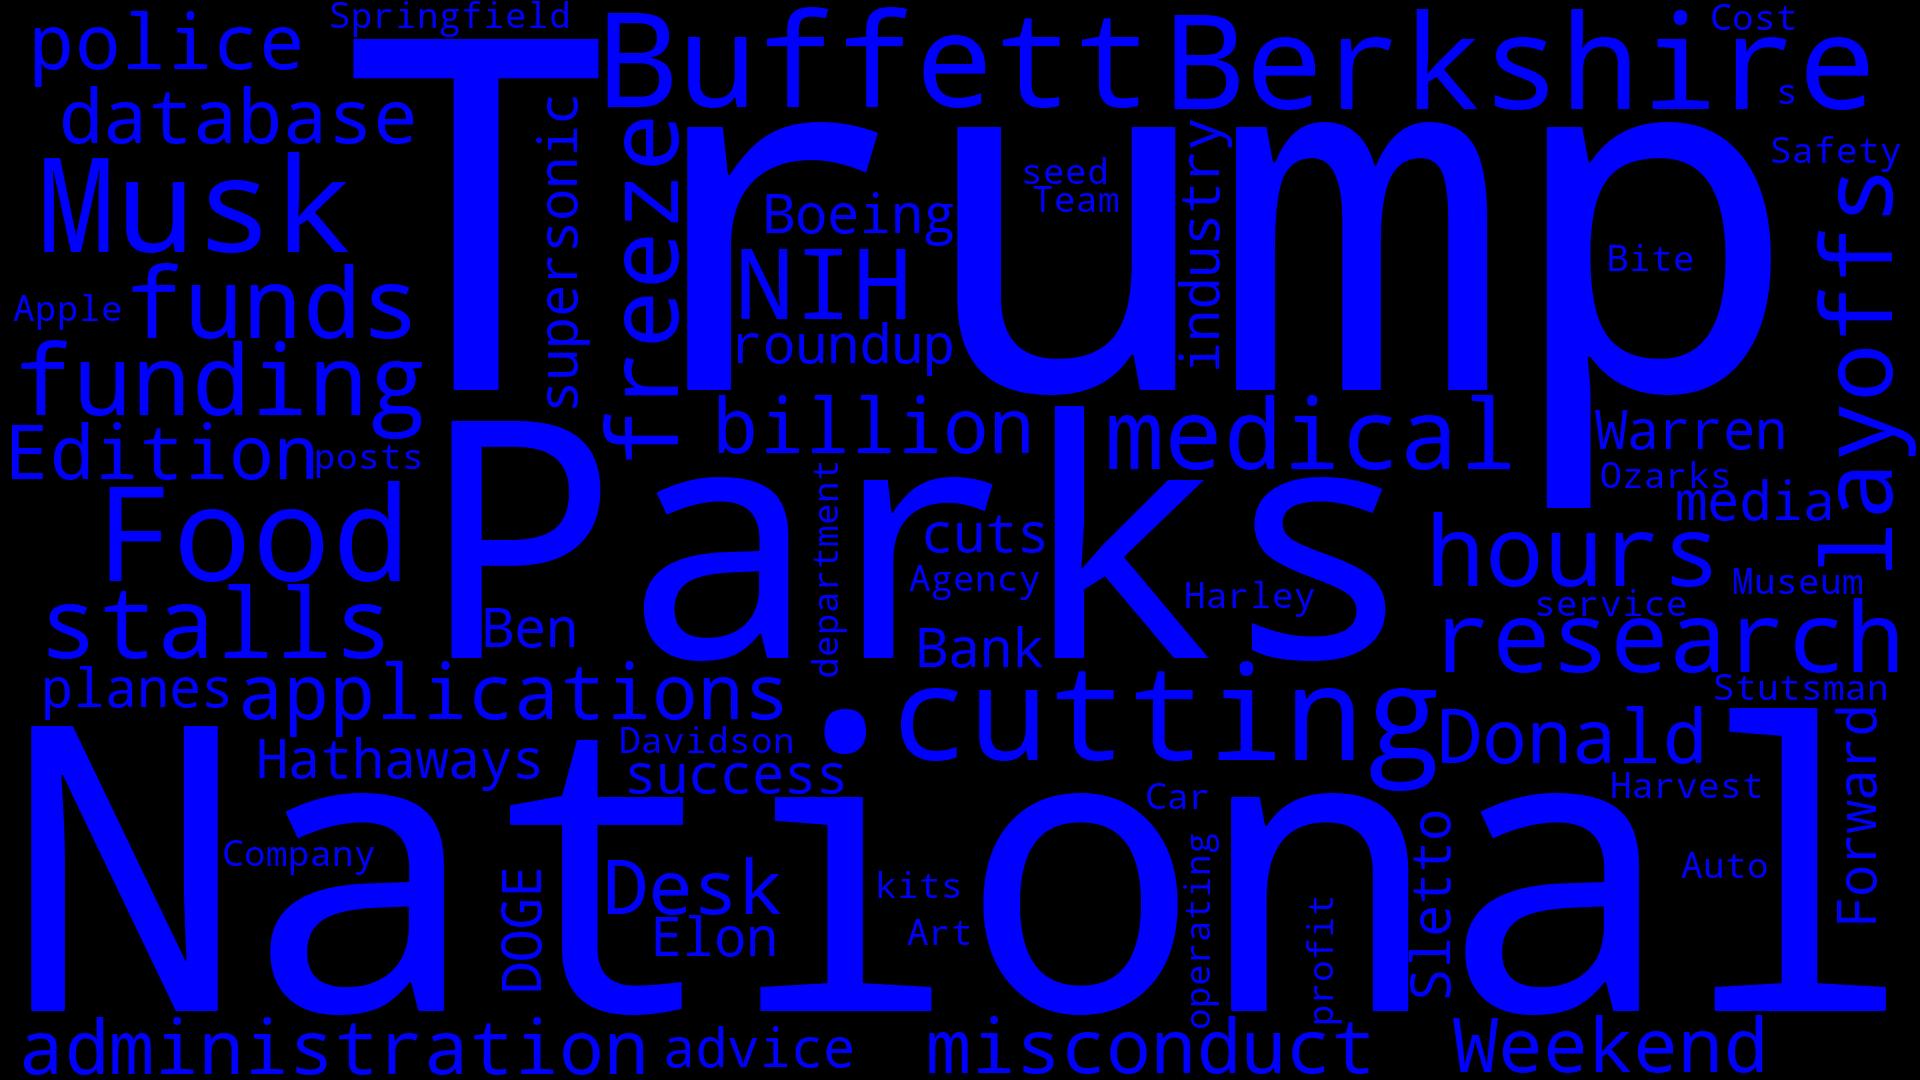 Springfield
police
Buffett
Berkshire
Cost
s
database
Trump
supersonic
freeze
Musk
seed
Team
industry
Safety
Boeing
NIH
roundup
Bite
layoffs
Apple
funds
funding
billion
medical
Warren
Edition
posts
Parks
Ozarks
media
Food
department
cuts
Agency
Harley
hours
Museum
service
stalls
Ben
Bank
research
planes
applications
cutting
Stutsman
Donald
Forward
Hathaways
Davidson
success
National
Car
Harvest
Company
DOGE
Desk
Elon
kits
Art
operating
profit
Sletto
Auto
administration
advice
misconduct
Weekend